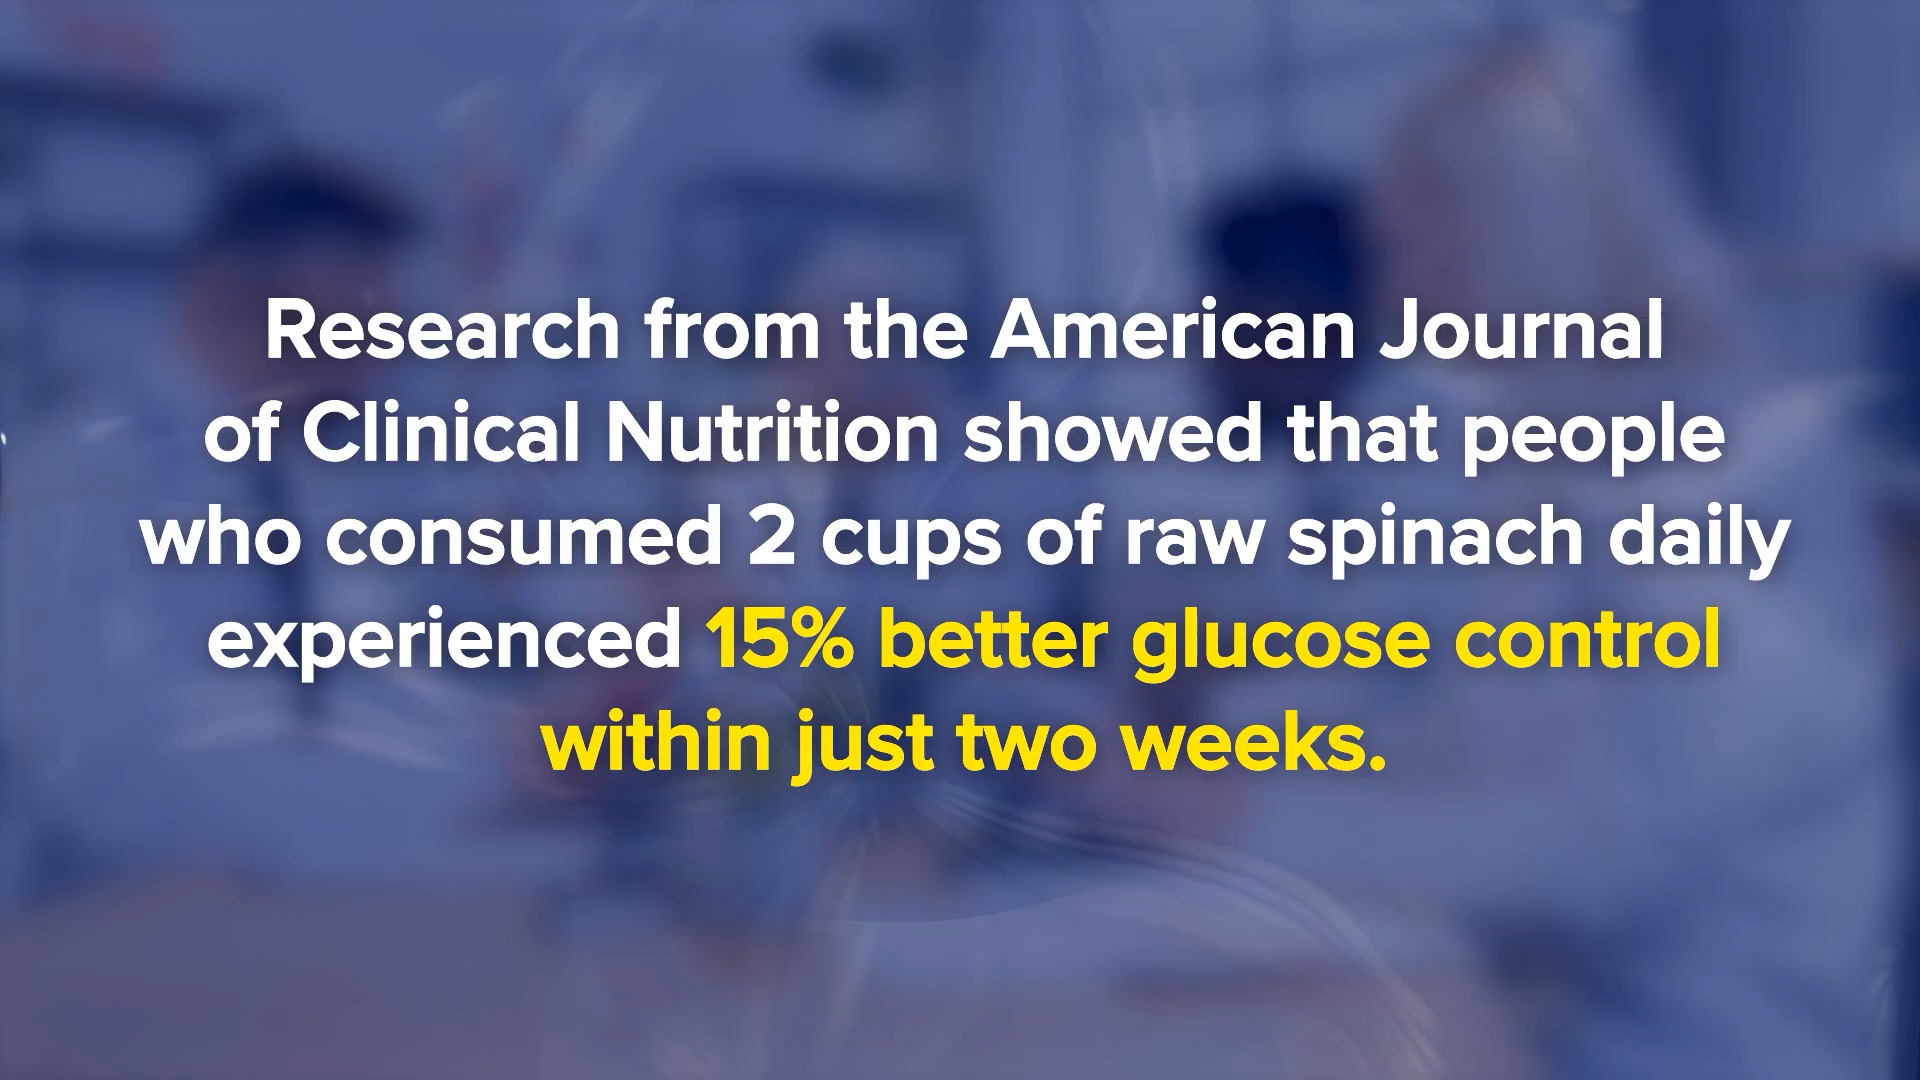 Research from the American Journal
of Clinical Nutrition showed that people
who consumed 2 cups of raw spinach daily
experienced 15% better glucose control
within just two weeks.